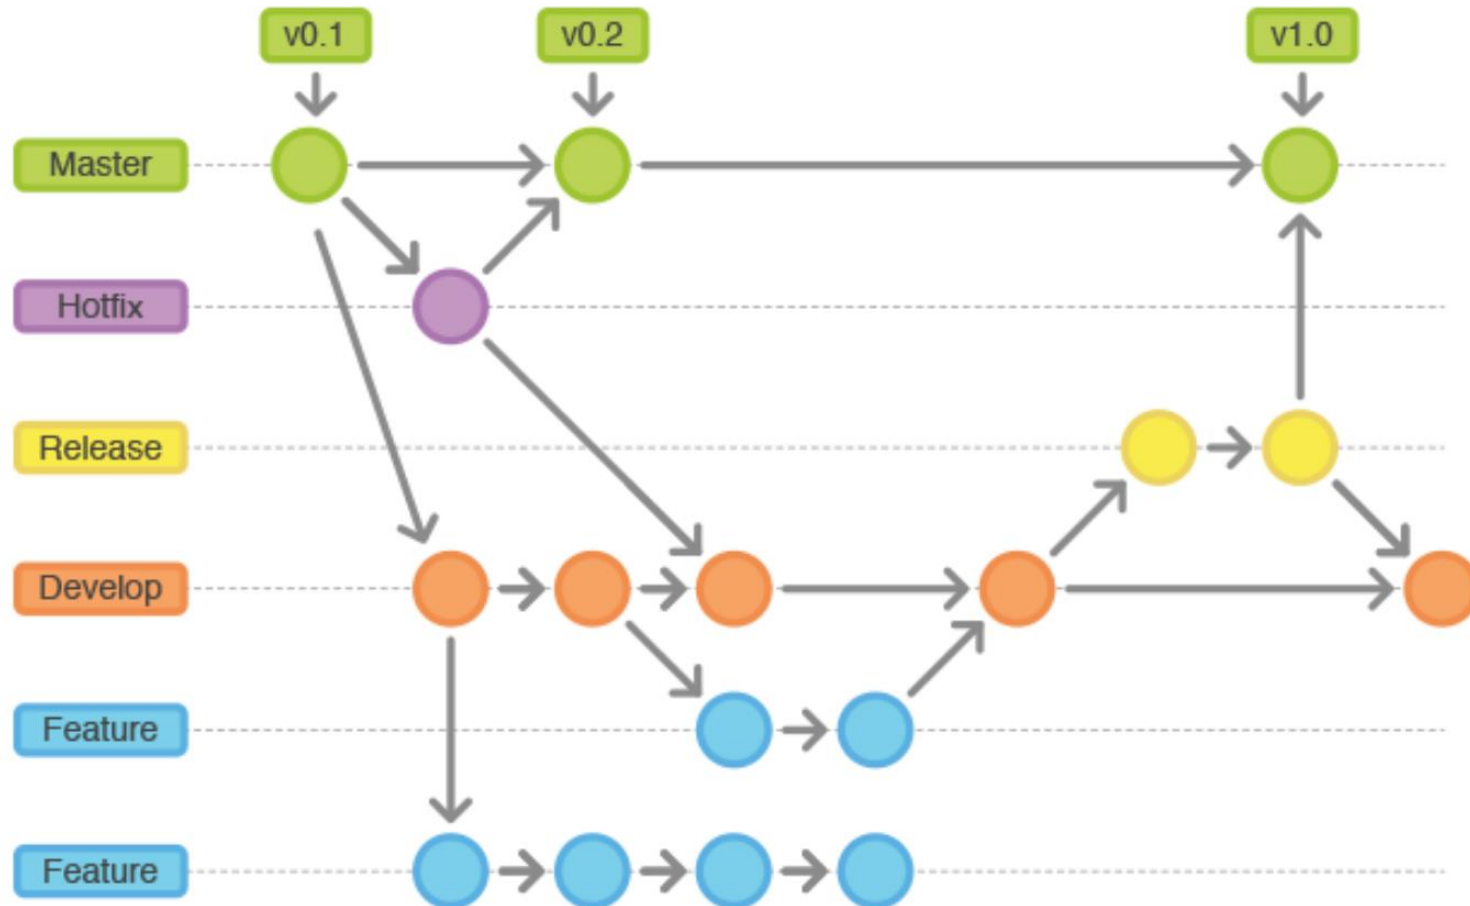 v0.1
v0.2
v1.0
Master
Hotfix
Release
Develop
Feature
Feature